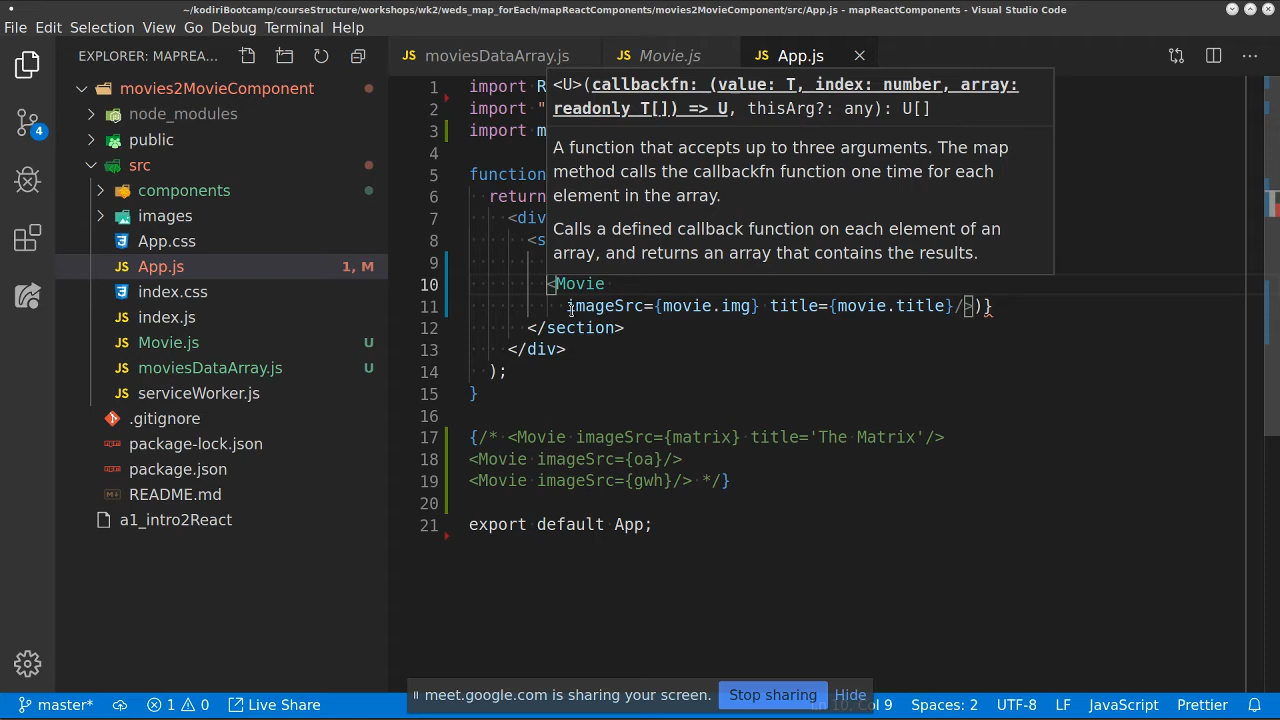 ~/kodiriBootcamp/courseStructure/workshops/wk2/weds_map_forEach/mapReactComponents/movies2MovieComponent/src/App.js - mapReactComponents - Visual Studio Code
File Edit Selection View Go Debug Terminal Help
EXPLORER: MAPREA...
movies2MovieComponent
node_modules
public
src
components
images
App.css
App.js 1, M
index.css
index.js
Movie.js U
moviesDataArray.js U
serviceWorker.js
.gitignore
package-lock.json
package.json
README.md
a1_intro2React
4
moviesDataArray.js Movie.js App.js
<U>(callbackfn: (value: T, index: number, array:
readonly T[]) => U, thisArg?: any): U[]
A function that accepts up to three arguments. The map
method calls the callbackfn function one time for each
element in the array.
Calls a defined callback function on each element of an
array, and returns an array that contains the results.
1 import R
2 import "
3 import m
4
5 function
6 return
7 <div
8 <s
9
10 <Movie
11 imageSrc={movie.img} title={movie.title}/>)}
12 </section>
13 </div>
14 );
15 }
16
17 {/* <Movie imageSrc={matrix} title='The Matrix'/>
18 <Movie imageSrc={oa}/>
19 <Movie imageSrc={gwh}/> */}
20
21 export default App;
meet.google.com is sharing your screen. Stop sharing Hide
master* 1 0 Live Share Ln 10, Col 9 Spaces: 2 UTF-8 LF JavaScript Prettier